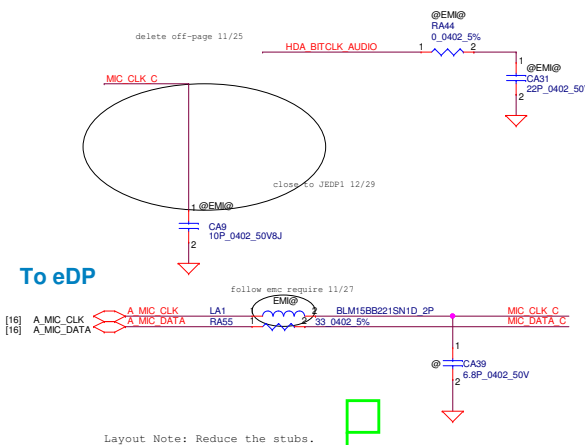 @EMI@
RA44
delete off-page 11/25
0_0402_5%
HDA_BITCLK_AUDIO
1
2
1
@EMI@
MIC_CLK_C
CA31
22P_0402_50
2
close to JEDP1 12/29
1
@EMI@
CA9
10P_0402_50V8J
2
To eDP
follow emc require 11/27
EMI@
[16] A_MIC_CLK
A_MIC_CLK
LA1
1
2
BLM15BB221SN1D_2P
MIC_CLK_C
[16] A_MIC_DATA
A_MIC_DATA
RA55
1
2
33_0402_5%
MIC_DATA_C
1
@
CA39
6.8P_0402_50V
2
Layout Note: Reduce the stubs.